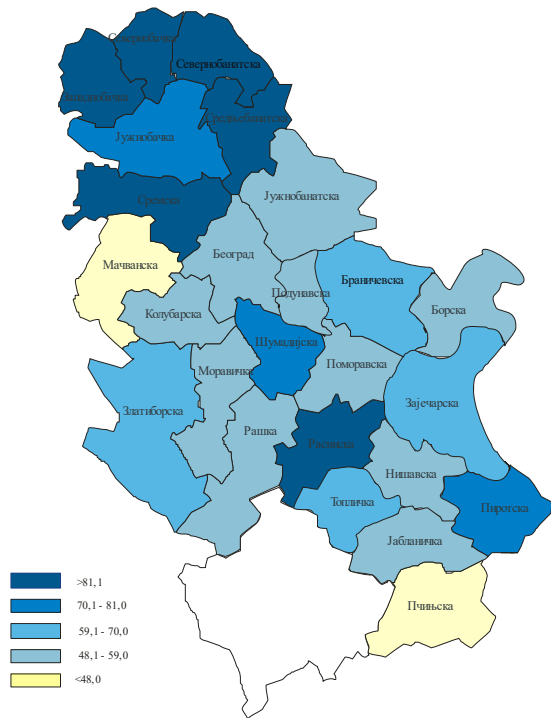 Севернобачка
Севернобанатска
Западнобачка
Средњебанатска
Јужнобачка
Јужнобанатска
Сремска
Београд
Мачванска
Браничевска
Подунавска
Борска
Колубарска
Шумадијска
Поморавска
Моравичка
Златиборска
Зајечарска
Рашка
Расинска
Нишавска
Топличка
Пиротска
Јабланичка
Пчињска
>81,1
70,1 - 81,0
59,1 - 70,0
48,1 - 59,0
<48,0